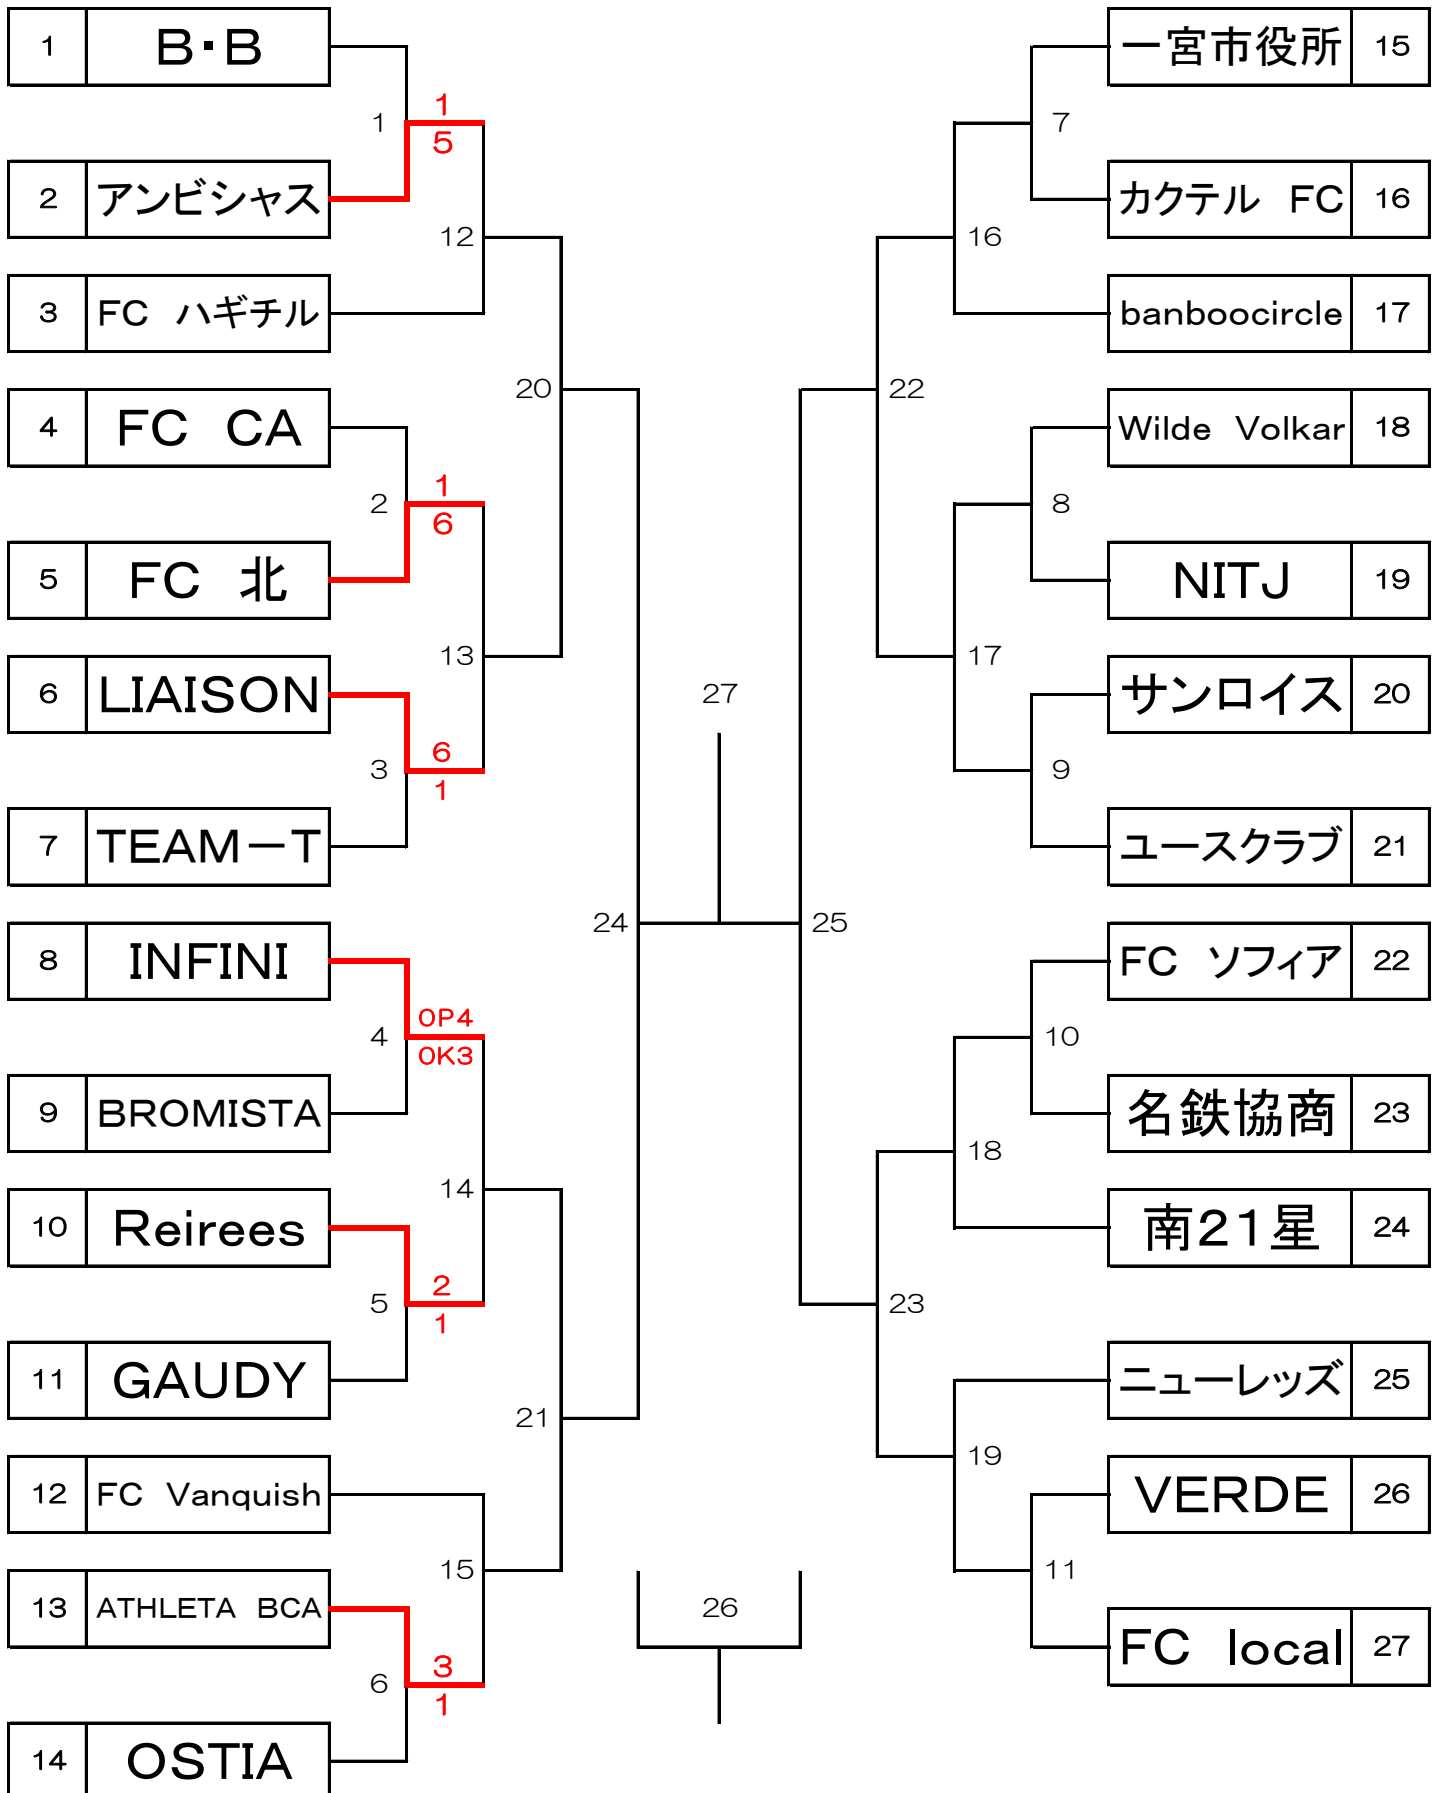 1 B・B
1
1
5
2 アンビシャス
12
3 FC ハギチル
20
4 FC CA
2
1
6
5 FC 北
13
6 LIAISON
3
6
1
7 TEAM－T
24
8 INFINI
4
0P4
0K3
9 BROMISTA
14
10 Reirees
5
2
1
11 GAUDY
21
12 FC Vanquish
15
13 ATHLETA BCA
6
3
1
14 OSTIA
27
26
一宮市役所 15
7
カクテル FC 16
16
banboocircle 17
22
Wilde Volkar 18
8
NITJ 19
17
サンロイス 20
9
ユースクラブ 21
25
FC ソフィア 22
10
名鉄協商 23
18
南21星 24
23
ニューレッズ 25
19
VERDE 26
11
FC local 27